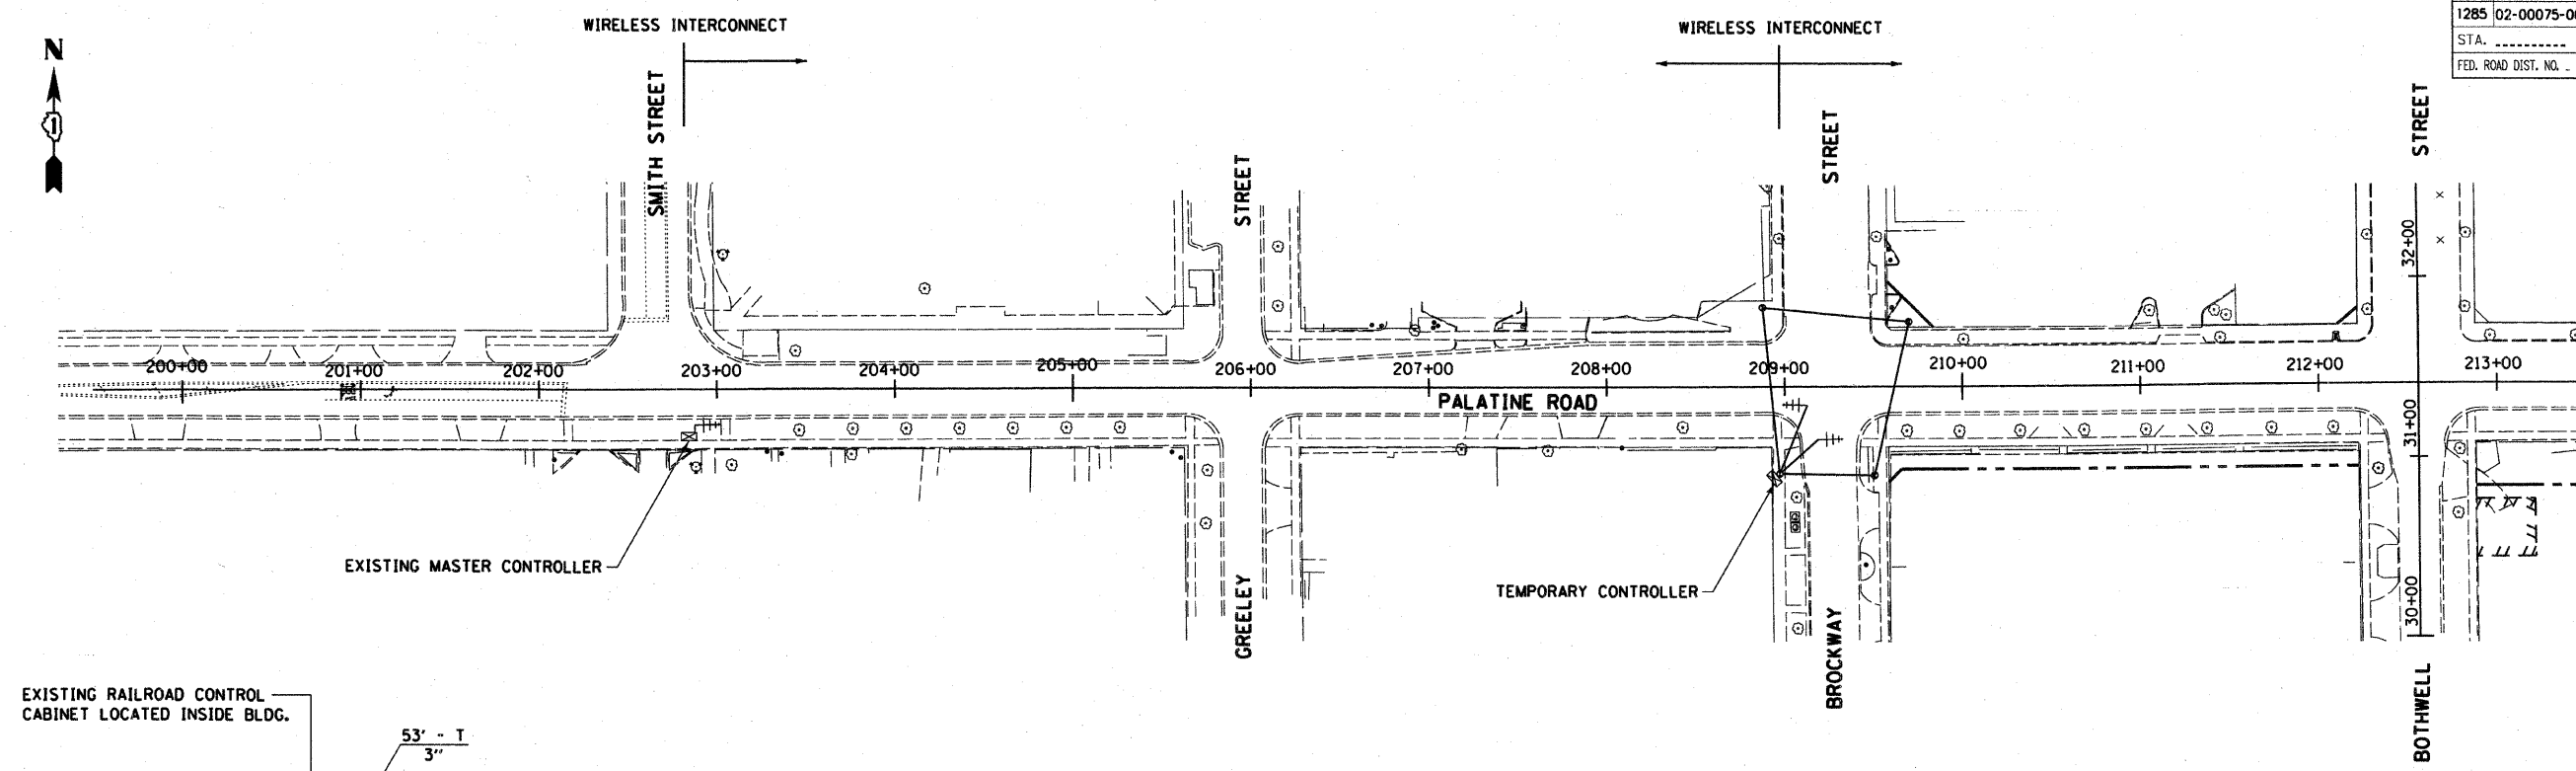 WIRELESS INTERCONNECT
WIRELESS INTERCONNECT
1285 02-00075-0
STA. ----------
FED. ROAD DIST. NO. -
N
1
SMITH STREET
STREET
STREET
STREET
32+00
200+00 201+00 202+00 203+00 204+00 205+00 206+00 207+00 208+00 209+00 210+00 211+00 212+00 213+00
PALATINE ROAD
31+00
EXISTING MASTER CONTROLLER
TEMPORARY CONTROLLER
30+00
GREELEY
BROCKWAY
BOTHWELL
EXISTING RAILROAD CONTROL
CABINET LOCATED INSIDE BLDG.
53' - T
3"